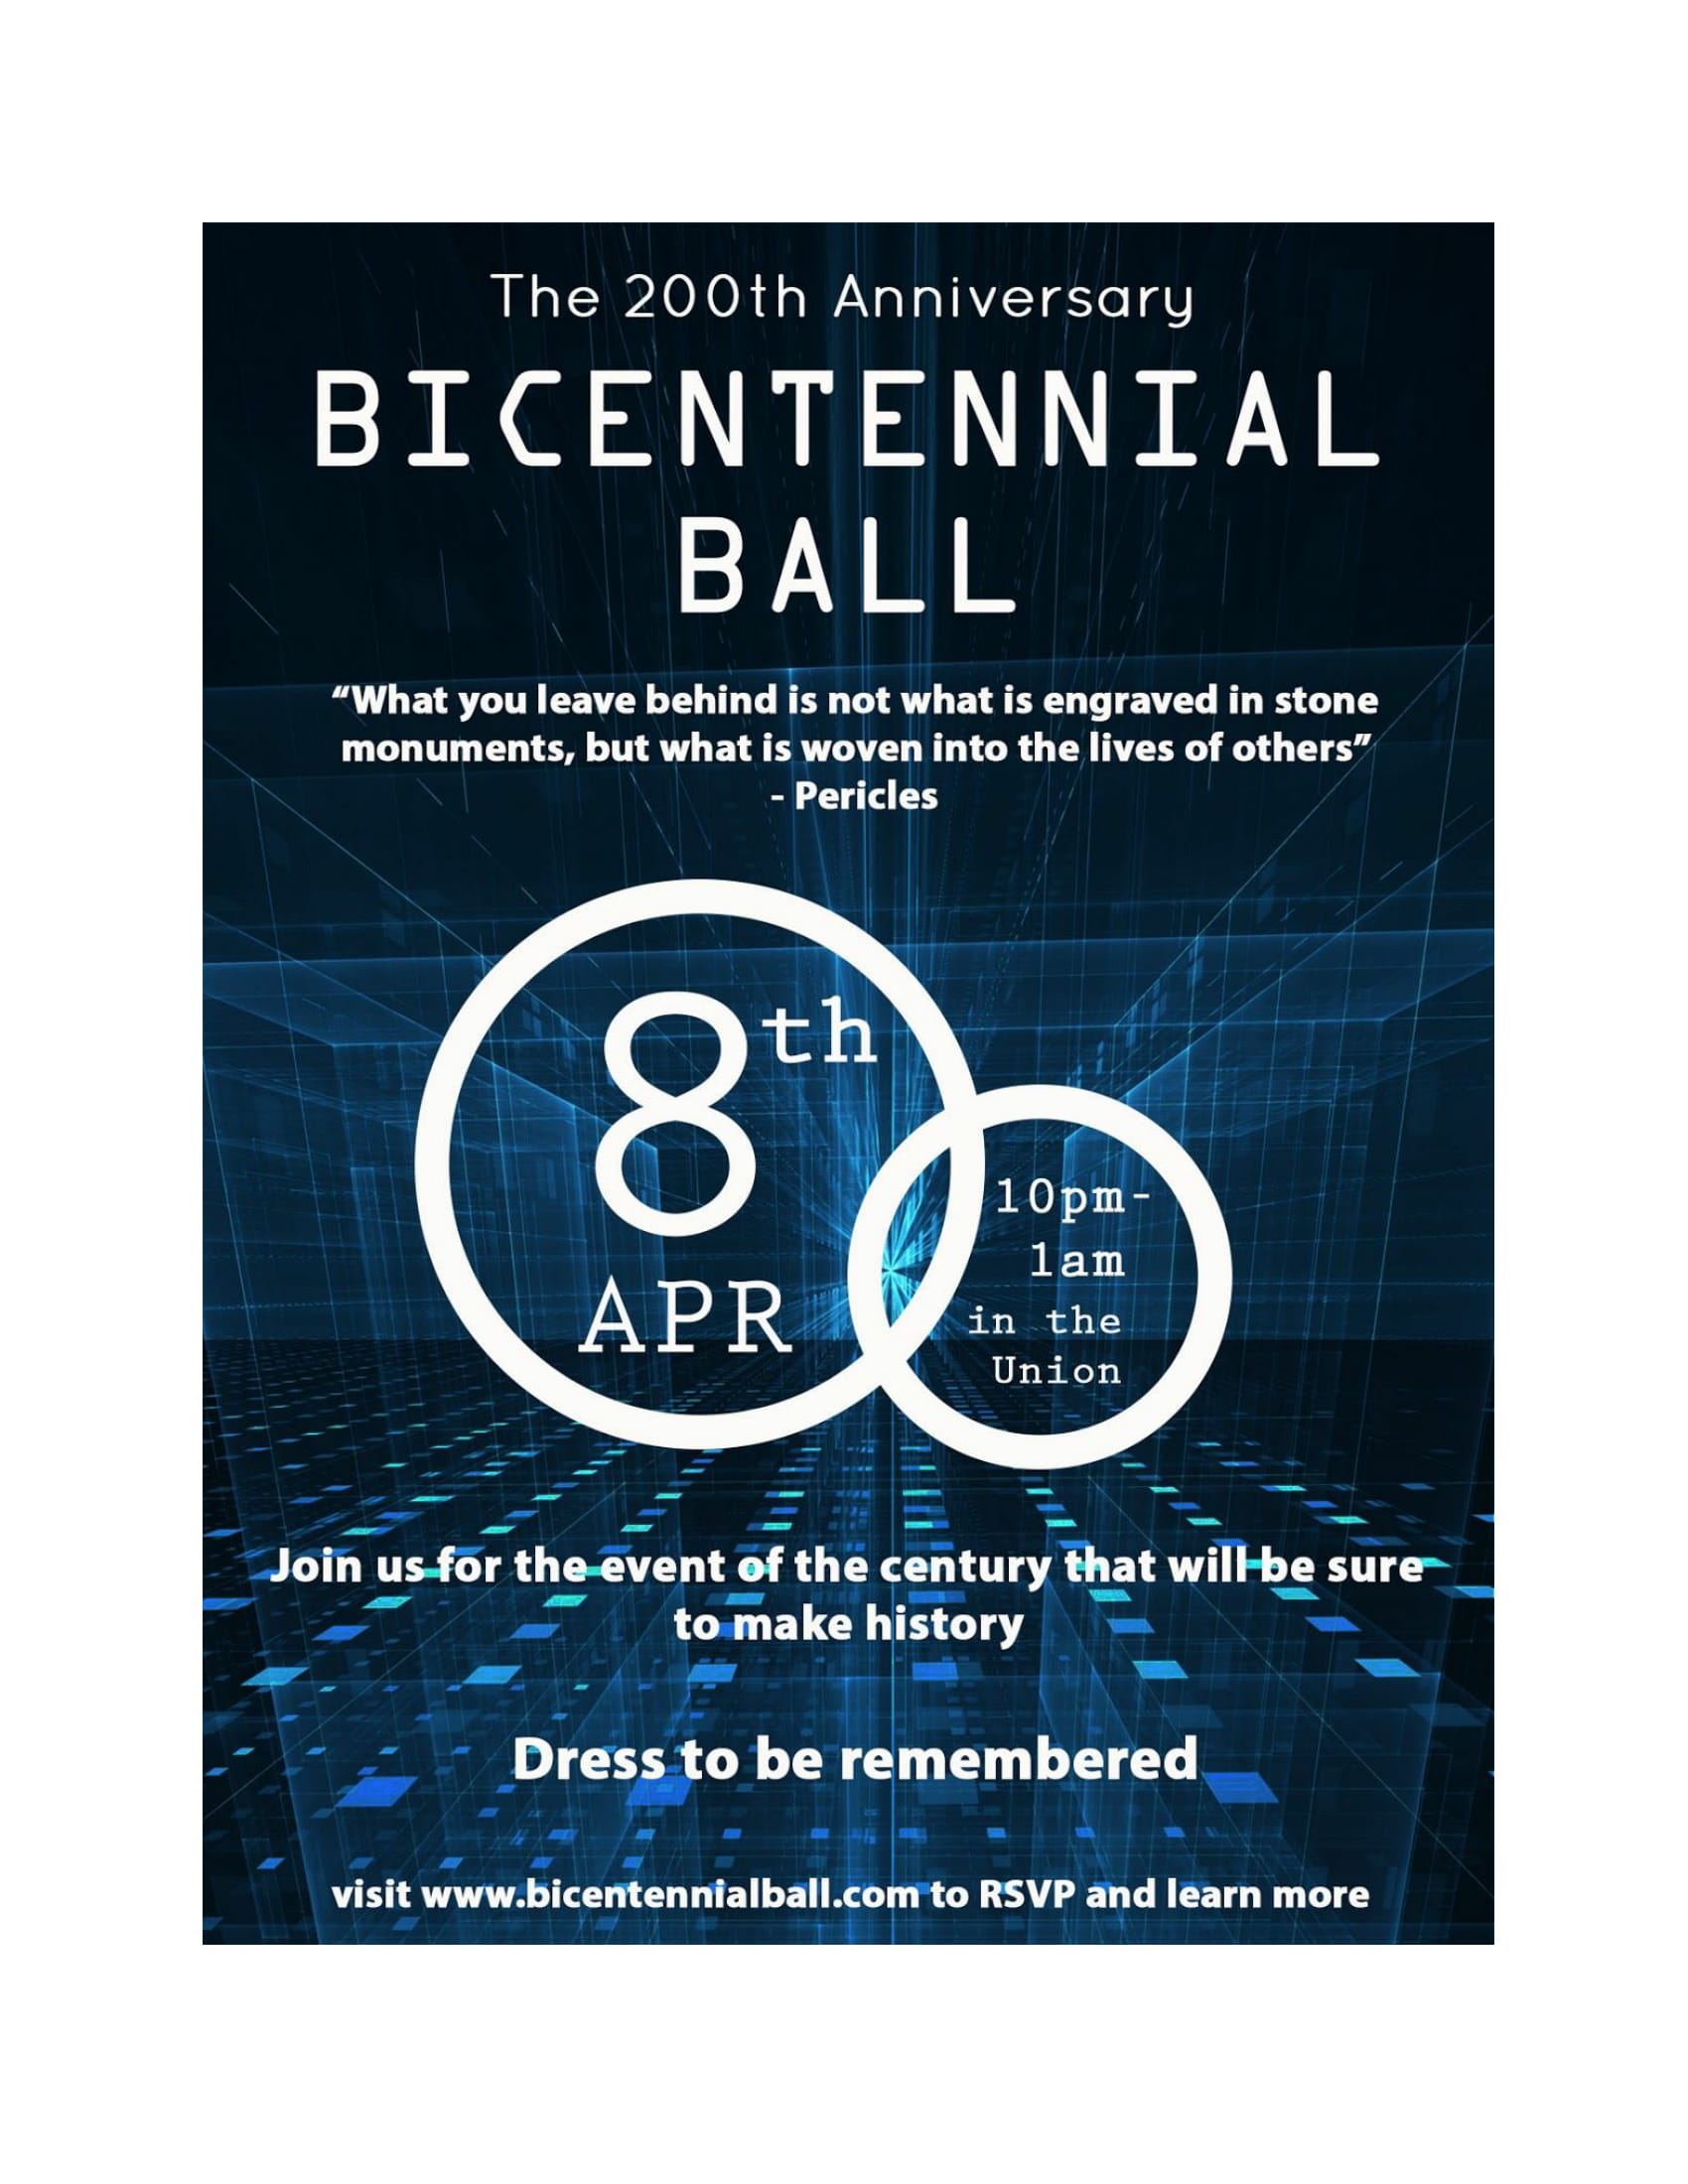 The 200th Anniversary
BICENTENNIAL
BALL
“What you leave behind is not what is engraved in stone
monuments, but what is woven into the lives of others”
- Pericles
8th
APR
10pm-
1am
in the
Union
Join us for the event of the century that will be sure
to make history
Dress to be remembered
visit www.bicentennialball.com to RSVP and learn more